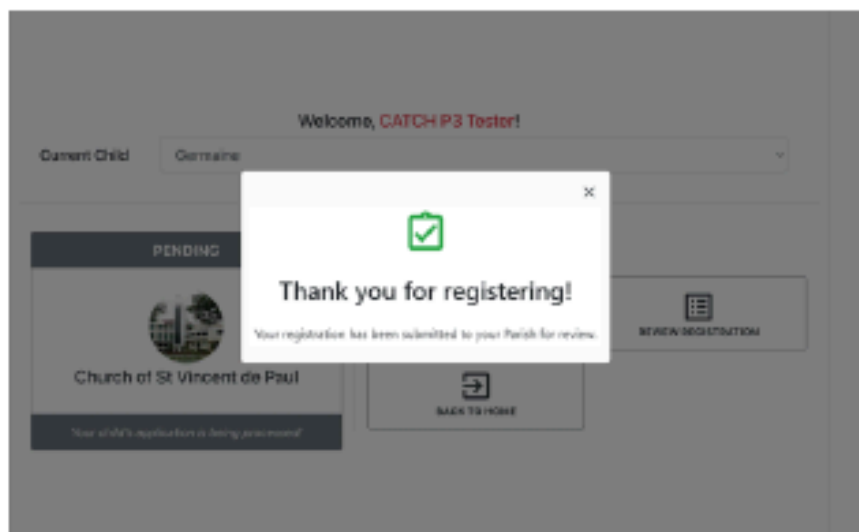 Welcome, CATCH P3 Tester!
Current Child Germaine
×
PENDING
Thank you for registering!
Your registration has been submitted to your Parish for review.
REVIEW REGISTRATION
Church of St Vincent de Paul
BACK TO HOME
Your child's application is being processed!